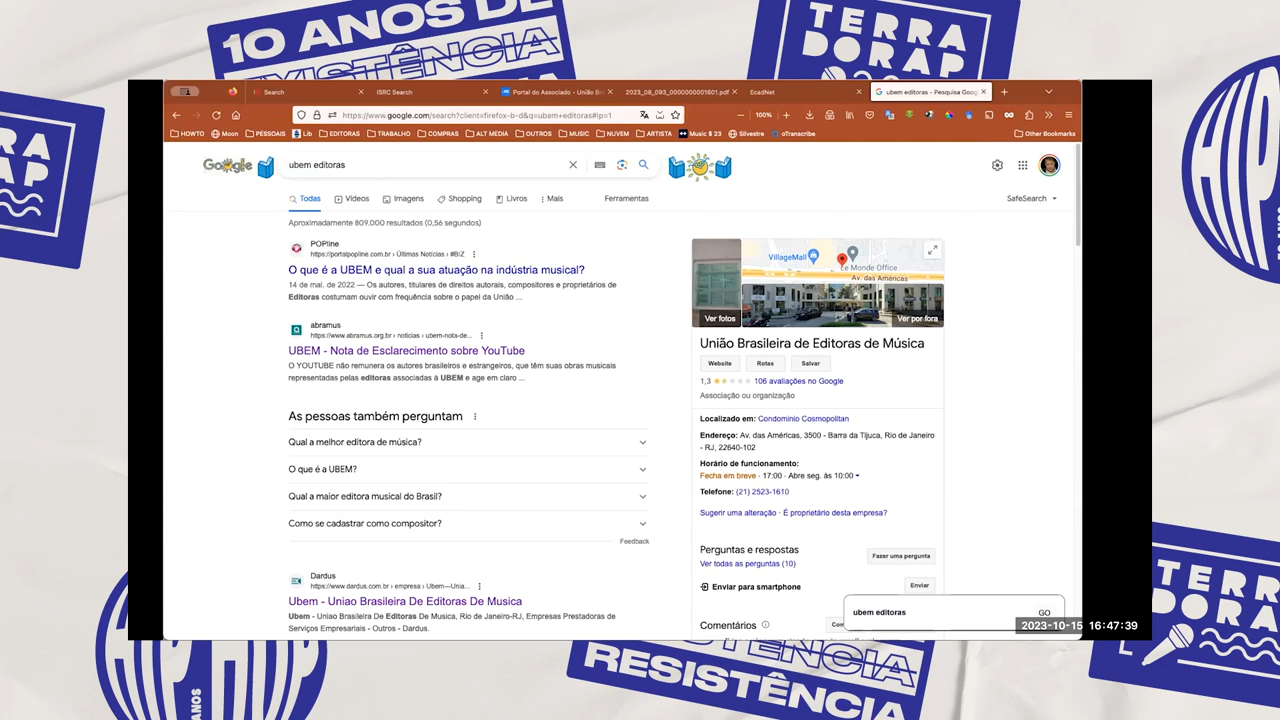 10 ANOS DE
EXISTÊNCIA
TERRA
DORAP
TERRA
DO RAP
Search
ISRC Search
Portal do Associado - União Br
2023_08_093_0000000001601.pdf
EcadNet
ubem editoras - Pesquisa Goog
https://www.google.com/search?client=firefox-b-d&q=ubem+editoras#ip=1
100%
HOWTO
Moon
PESSOAIS
Lib
EDITORAS
TRABALHO
COMPRAS
ALT MEDIA
OUTROS
MUSIC
NUVEM
ARTISTA
Music $ 23
Silvestre
oTranscribe
Other Bookmarks
Google
ubem editoras
Todas
Vídeos
Imagens
Shopping
Livros
Mais
Ferramentas
SafeSearch
Aproximadamente 809.000 resultados (0,56 segundos)
POPline
https://portalpopline.com.br › Últimas Notícias › #BIZ
O que é a UBEM e qual a sua atuação na indústria musical?
14 de mai. de 2022 — Os autores, titulares de direitos autorais, compositores e proprietários de
Editoras costumam ouvir com frequência sobre o papel da União ...
abramus
https://www.abramus.org.br › noticias › ubem-nota-de...
UBEM - Nota de Esclarecimento sobre YouTube
O YOUTUBE não remunera os autores brasileiros e estrangeiros, que têm suas obras musicais
representadas pelas editoras associadas à UBEM e age em claro ...
As pessoas também perguntam
Qual a melhor editora de música?
O que é a UBEM?
Qual a maior editora musical do Brasil?
Como se cadastrar como compositor?
Feedback
Dardus
https://www.dardus.com.br › empresa › Ubem---Unia...
Ubem - Uniao Brasileira De Editoras De Musica
Ubem - Uniao Brasileira De Editoras De Musica, Rio de Janeiro-RJ, Empresas Prestadoras de
Serviços Empresariais - Outros - Dardus.
VillageMall
Le Monde Office
Av. das Américas
Ver fotos
Ver por fora
União Brasileira de Editoras de Música
Website
Rotas
Salvar
1,3
106 avaliações no Google
Associação ou organização
Localizado em: Condominio Cosmopolitan
Endereço: Av. das Américas, 3500 - Barra da Tijuca, Rio de Janeiro
- RJ, 22640-102
Horário de funcionamento:
Fecha em breve · 17:00 · Abre seg. às 10:00
Telefone: (21) 2523-1610
Sugerir uma alteração · É proprietário desta empresa?
Perguntas e respostas
Ver todas as perguntas (10)
Fazer uma pergunta
Enviar para smartphone
Enviar
Comentários
ubem editoras
GO
2023-10-15 16:47:39
ANOS
EXISTÊNCIA
RESISTÊNCIA